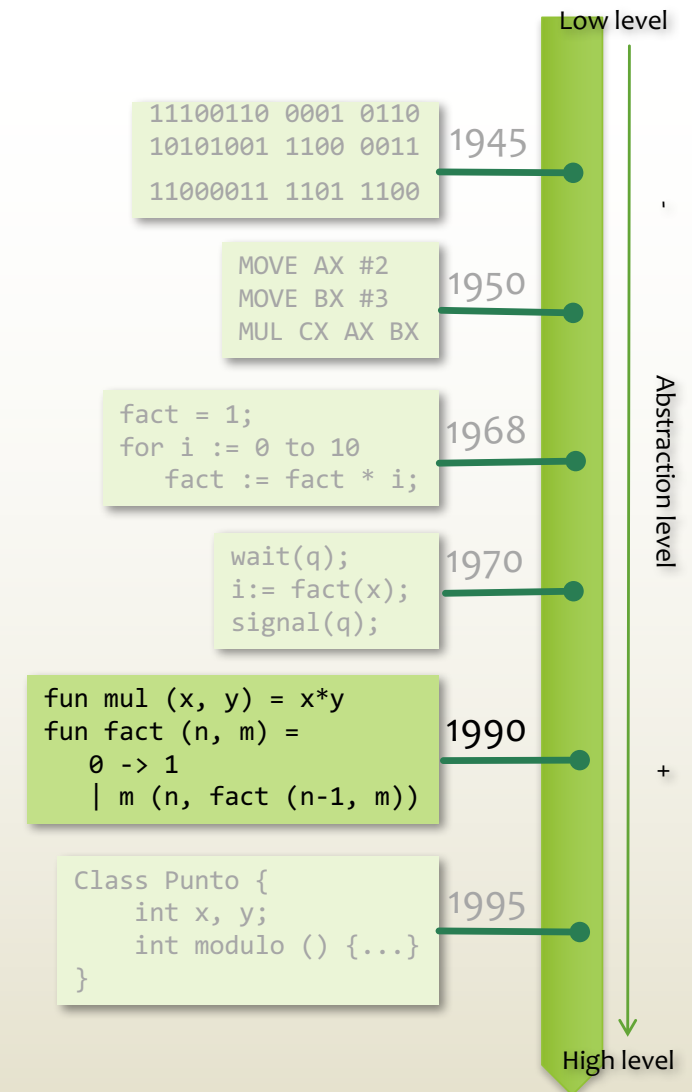 Low level
11100110 0001 0110
10101001 1100 0011
11000011 1101 1100
1945
-
MOVE AX #2
MOVE BX #3
MUL CX AX BX
1950
fact = 1;
for i := 0 to 10
   fact := fact * i;
1968
Abstraction level
wait(q);
i:= fact(x);
signal(q);
1970
fun mul (x, y) = x*y
fun fact (n, m) =
   0 -> 1
   | m (n, fact (n-1, m))
1990
+
Class Punto {
    int x, y;
    int modulo () {...}
}
1995
High level